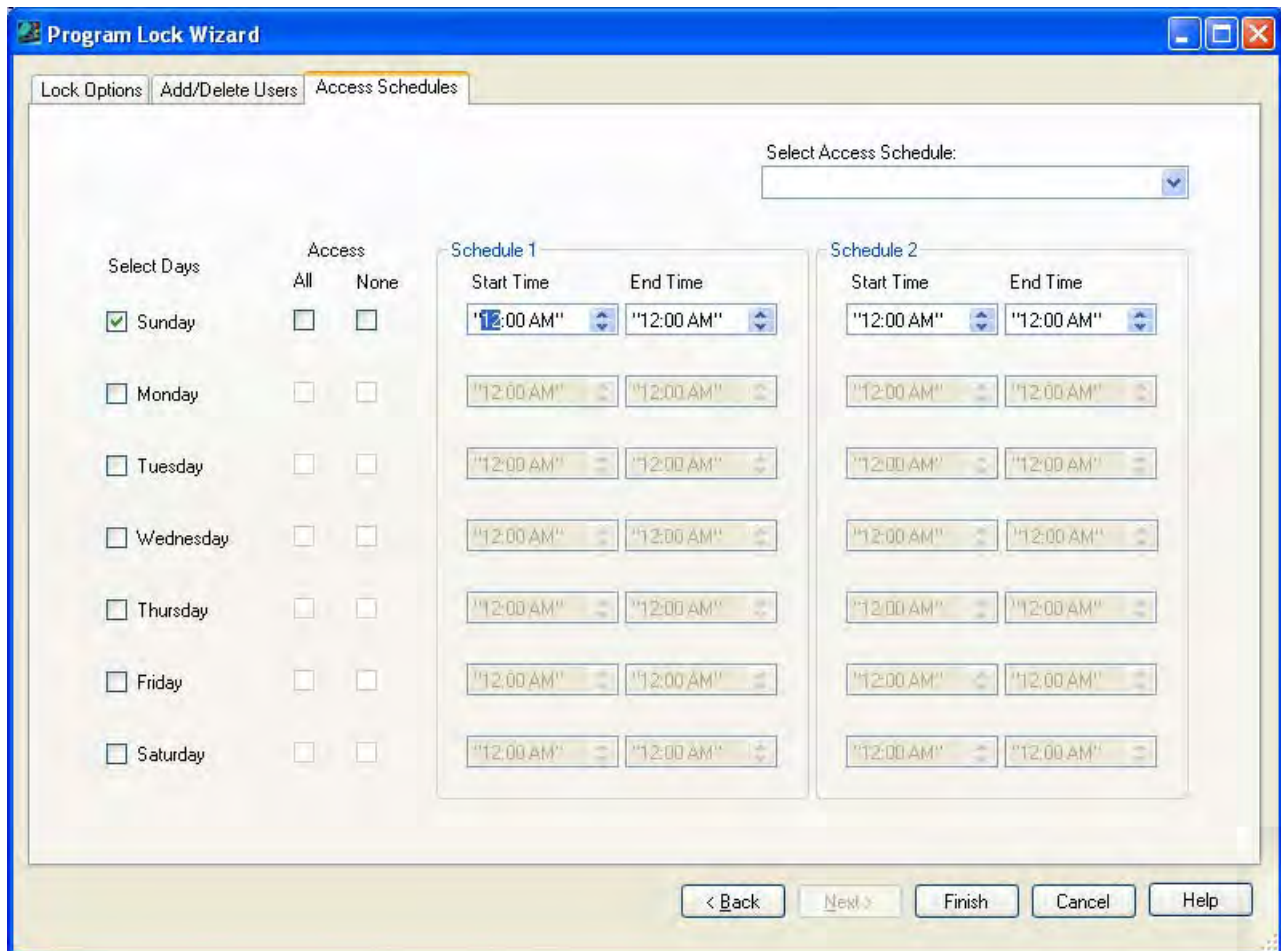 Program Lock Wizard
Lock Options Add/Delete Users Access Schedules
Select Access Schedule:
Select Days Access Schedule 1 Schedule 2
All None Start Time End Time Start Time End Time
Sunday "12:00 AM" "12:00 AM" "12:00 AM" "12:00 AM"
Monday "12:00 AM" "12:00 AM" "12:00 AM" "12:00 AM"
Tuesday "12:00 AM" "12:00 AM" "12:00 AM" "12:00 AM"
Wednesday "12:00 AM" "12:00 AM" "12:00 AM" "12:00 AM"
Thursday "12:00 AM" "12:00 AM" "12:00 AM" "12:00 AM"
Friday "12:00 AM" "12:00 AM" "12:00 AM" "12:00 AM"
Saturday "12:00 AM" "12:00 AM" "12:00 AM" "12:00 AM"
< Back Next > Finish Cancel Help